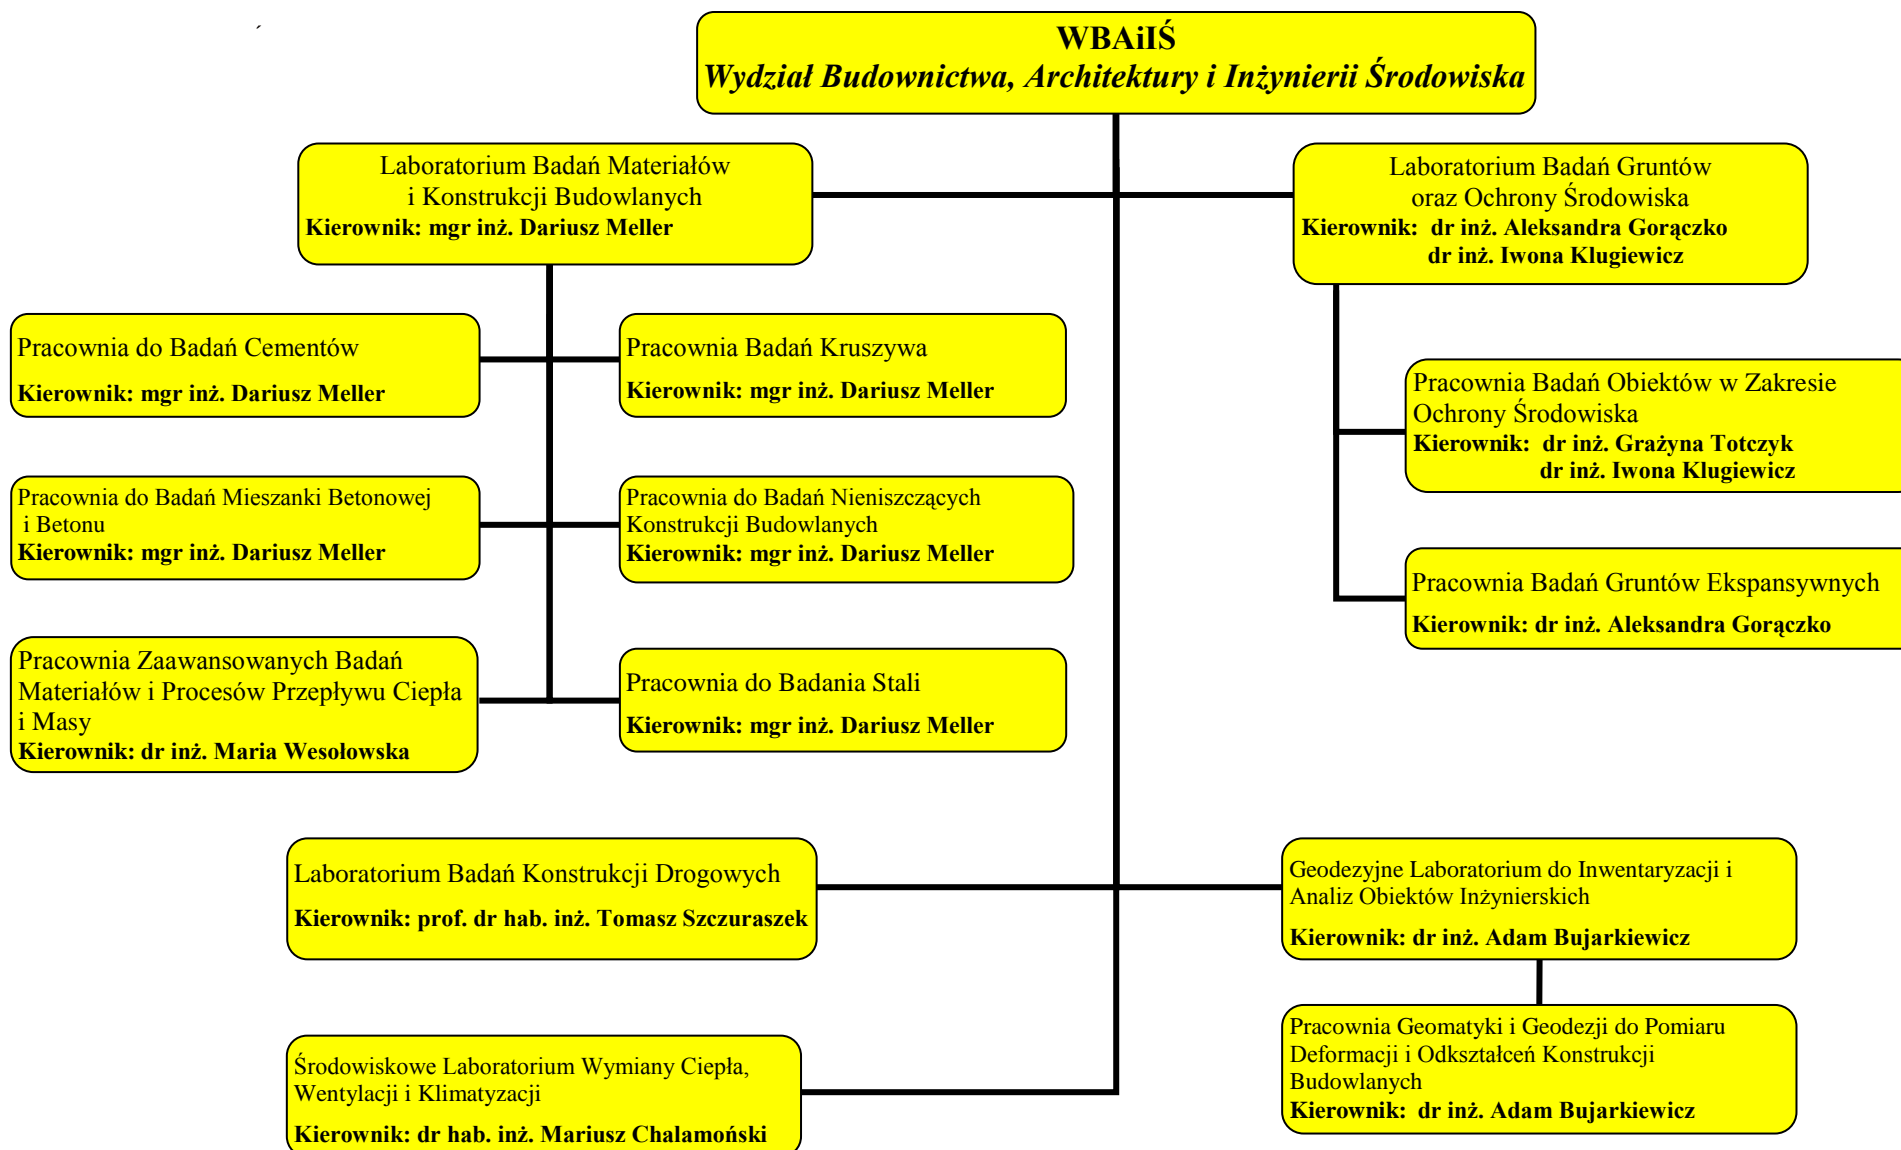 WBAiIŚ
Wydział Budownictwa, Architektury i Inżynierii Środowiska
Laboratorium Badań Materiałów
i Konstrukcji Budowlanych
Kierownik: mgr inż. Dariusz Meller
Laboratorium Badań Gruntów
oraz Ochrony Środowiska
Kierownik: dr inż. Aleksandra Gorączko
dr inż. Iwona Klugiewicz
Pracownia do Badań Cementów
Kierownik: mgr inż. Dariusz Meller
Pracownia Badań Kruszywa
Kierownik: mgr inż. Dariusz Meller
Pracownia Badań Obiektów w Zakresie
Ochrony Środowiska
Kierownik: dr inż. Grażyna Totczyk
dr inż. Iwona Klugiewicz
Pracownia do Badań Mieszanki Betonowej
i Betonu
Kierownik: mgr inż. Dariusz Meller
Pracownia do Badań Nieniszczących
Konstrukcji Budowlanych
Kierownik: mgr inż. Dariusz Meller
Pracownia Badań Gruntów Ekspansywnych
Kierownik: dr inż. Aleksandra Gorączko
Pracownia Zaawansowanych Badań
Materiałów i Procesów Przepływu Ciepła
i Masy
Kierownik: dr inż. Maria Wesołowska
Pracownia do Badania Stali
Kierownik: mgr inż. Dariusz Meller
Laboratorium Badań Konstrukcji Drogowych
Kierownik: prof. dr hab. inż. Tomasz Szczuraszek
Geodezyjne Laboratorium do Inwentaryzacji i
Analiz Obiektów Inżynierskich
Kierownik: dr inż. Adam Bujarkiewicz
Środowiskowe Laboratorium Wymiany Ciepła,
Wentylacji i Klimatyzacji
Kierownik: dr hab. inż. Mariusz Chalamoński
Pracownia Geomatyki i Geodezji do Pomiaru
Deformacji i Odkształceń Konstrukcji
Budowlanych
Kierownik: dr inż. Adam Bujarkiewicz